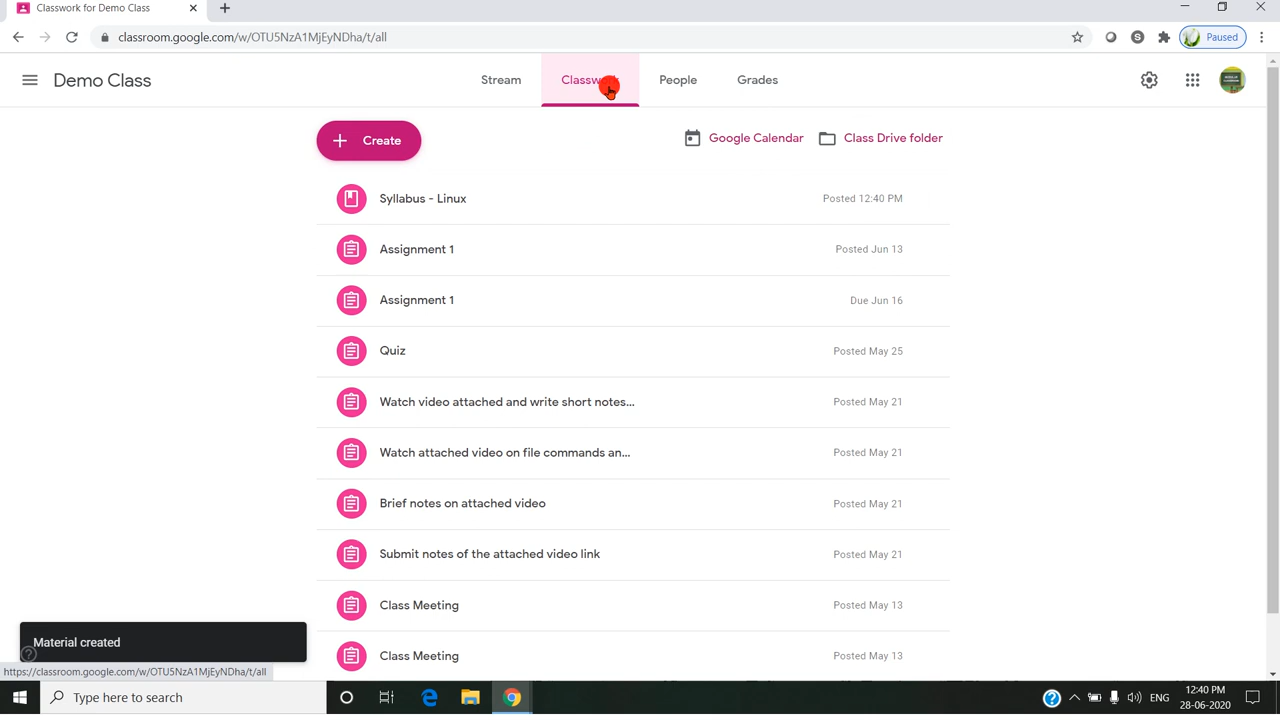 Classwork for Demo Class
classroom.google.com/w/OTU5NzA1MjEyNDha/t/all
S
Paused
Demo Class
Stream
Classwork
People
Grades
Create
Google Calendar
Class Drive folder
Syllabus - Linux
Posted 12:40 PM
Assignment 1
Posted Jun 13
Assignment 1
Due Jun 16
Quiz
Posted May 25
Watch video attached and write short notes...
Posted May 21
Watch attached video on file commands an...
Posted May 21
Brief notes on attached video
Posted May 21
Submit notes of the attached video link
Posted May 21
Class Meeting
Posted May 13
Class Meeting
Posted May 13
Material created
https://classroom.google.com/w/OTU5NzA1MjEyNDha/t/all
Type here to search
ENG
12:40 PM
28-06-2020